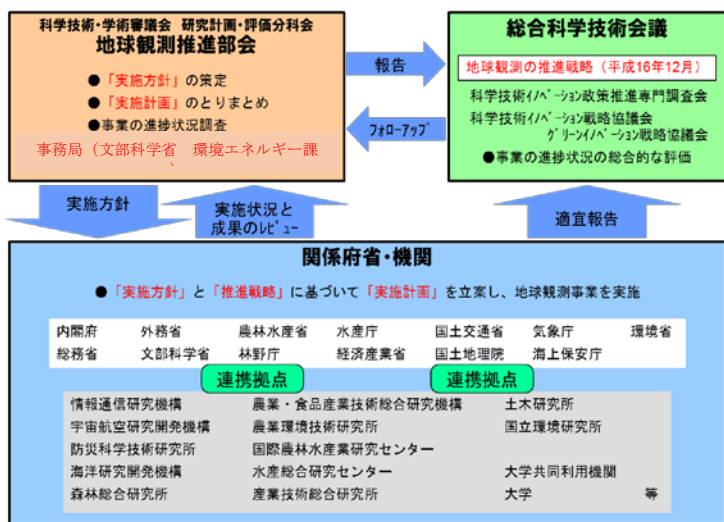 科学技術・学術審議会 研究計画・評価分科会
地球観測推進部会
●「実施方針」の策定
●「実施計画」のとりまとめ
●事業の進捗状況調査
事務局（文部科学省 環境エネルギー課
報告
フォローアップ
総合科学技術会議
地球観測の推進戦略（平成16年12月）
科学技術イノベーション政策推進専門調査会
科学技術イノベーション戦略協議会
グリーンイノベーション戦略協議会
●事業の進捗状況の総合的な評価
実施方針
実施状況と
成果のレビュー
適宜報告
関係府省・機関
●「実施方針」と「推進戦略」に基づいて「実施計画」を立案し、地球観測事業を実施
内閣府 外務省 農林水産省 水産庁 国土交通省 気象庁 環境省
総務省 文部科学省 林野庁 経済産業省 国土地理院 海上保安庁
連携拠点 連携拠点
情報通信研究機構 農業・食品産業技術総合研究機構 土木研究所
宇宙航空研究開発機構 農業環境技術研究所 国立環境研究所
防災科学技術研究所 国際農林水産業研究センター
海洋研究開発機構 水産総合研究センター 大学共同利用機関
森林総合研究所 産業技術総合研究所 大学 等